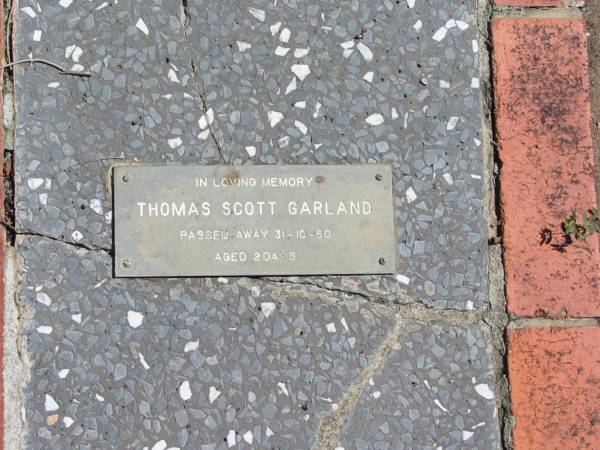 IN LOVING MEMORY
THOMAS SCOTT GARLAND
PASSED AWAY 31-10-60
AGED 2 DAYS